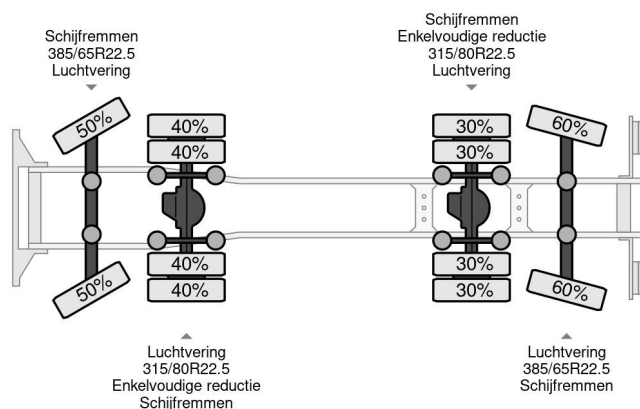 Schijfremmen
385/65R22.5
Luchtvering
Schijfremmen
Enkelvoudige reductie
315/80R22.5
Luchtvering
50%
40%
40%
30%
30%
60%
50%
40%
40%
30%
30%
60%
Luchtvering
315/80R22.5
Enkelvoudige reductie
Schijfremmen
Luchtvering
385/65R22.5
Schijfremmen